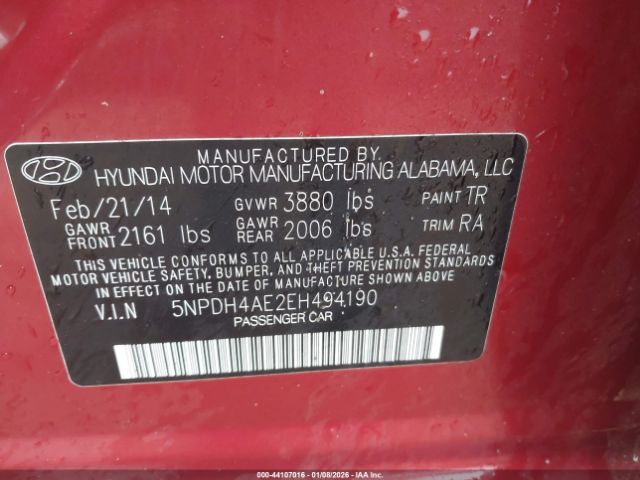 MANUFACTURED BY
HYUNDAI MOTOR MANUFACTURING ALABAMA, LLC
Feb/21/14 GVWR 3880 lbs PAINT TR
GAWR FRONT 2161 lbs GAWR REAR 2006 lbs TRIM RA
THIS VEHICLE CONFORMS TO ALL APPLICABLE U.S.A. FEDERAL
MOTOR VEHICLE SAFETY, BUMPER, AND THEFT PREVENTION STANDARDS
IN EFFECT ON THE DATE OF MANUFACTURE SHOWN ABOVE.
V.I.N 5NPDH4AE2EH494190
PASSENGER CAR
000-44107016 | 01/08/2026 - IAA Inc.